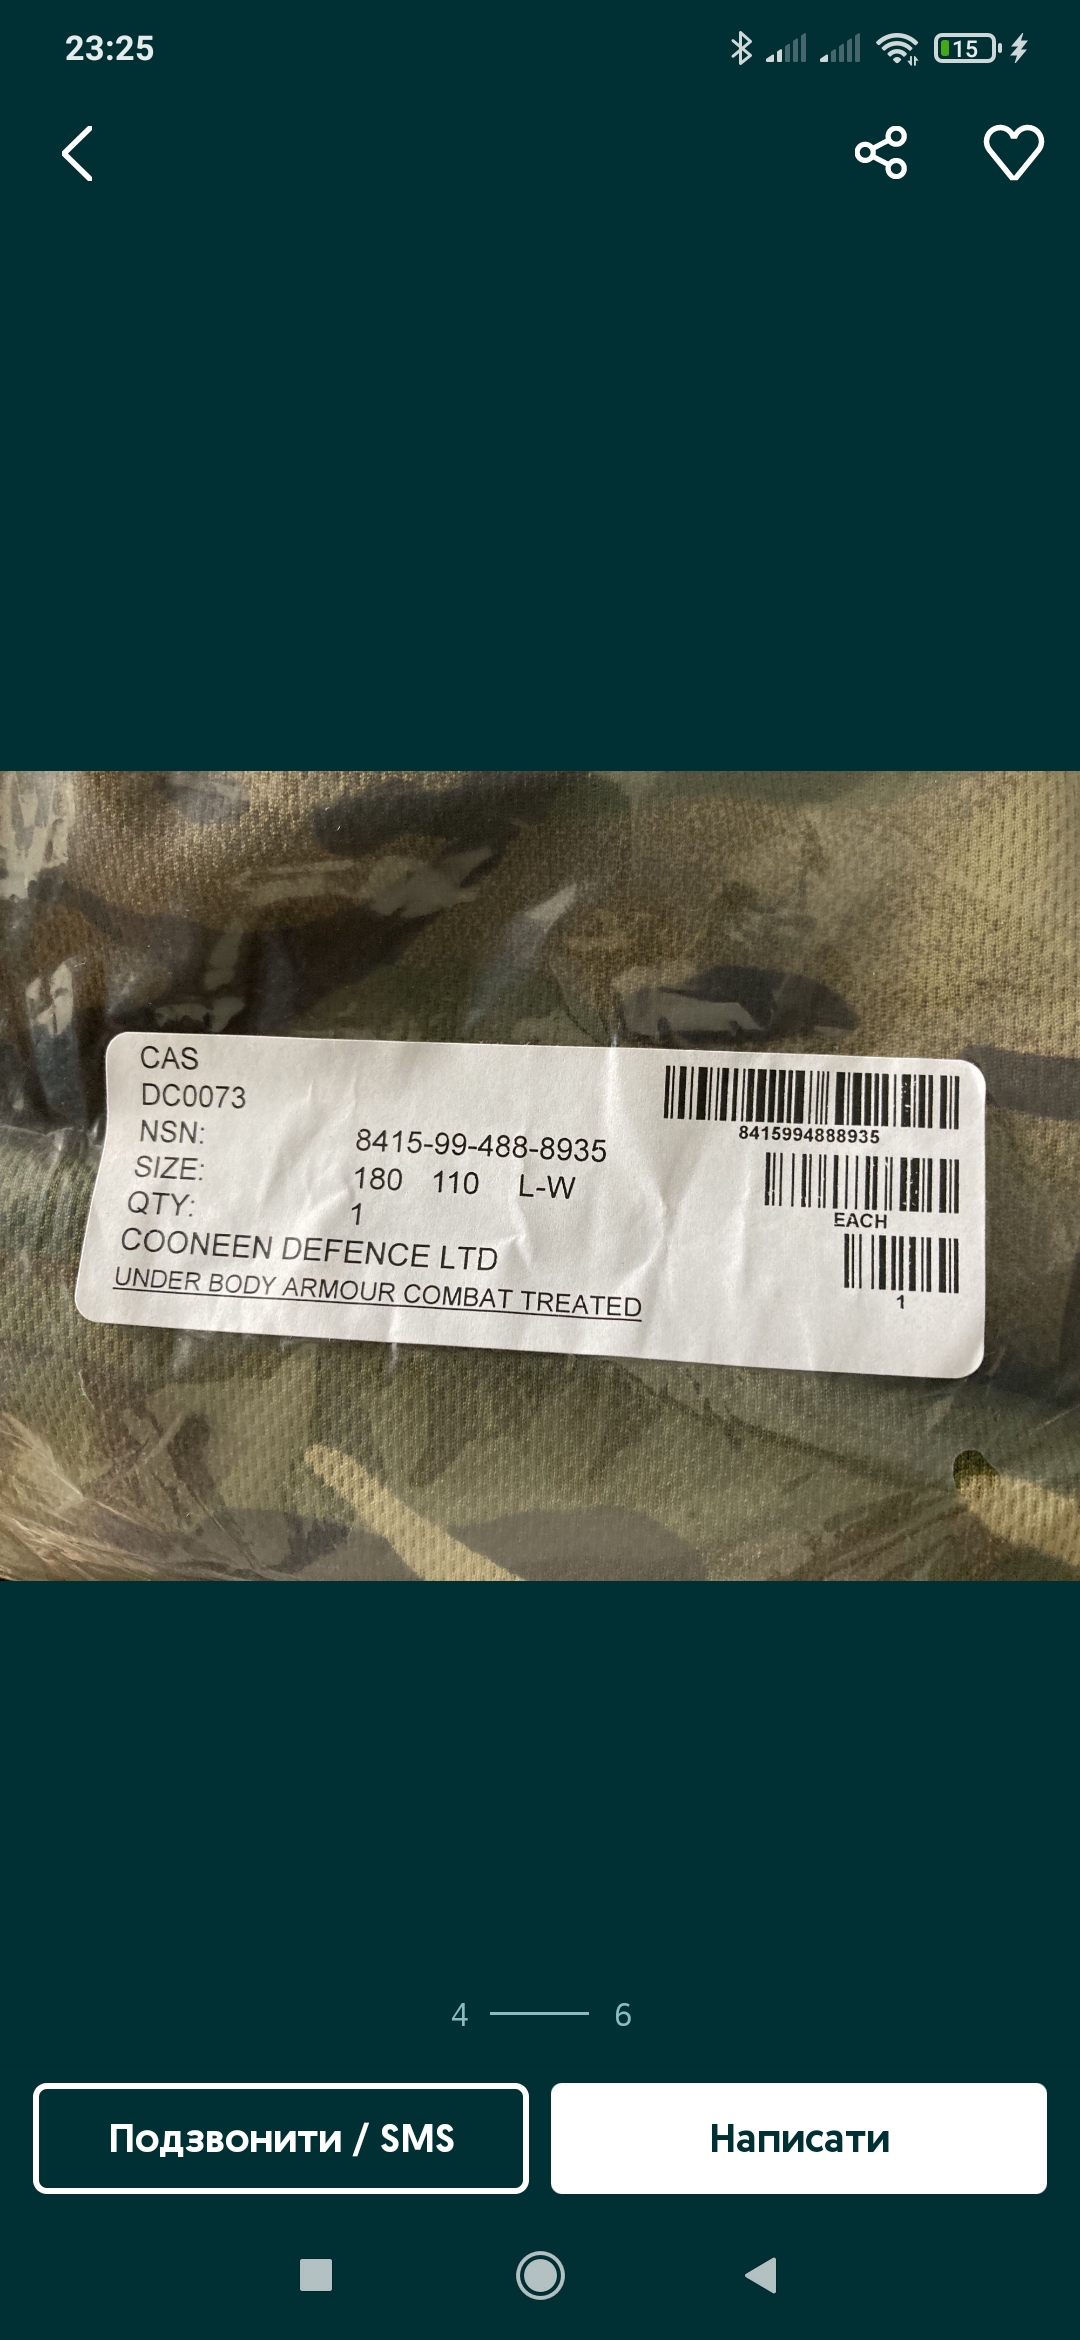 23:25
15
CAS
DC0073
NSN: 8415-99-488-8935
SIZE: 180 110 L-W
QTY: 1
COONEEN DEFENCE LTD
UNDER BODY ARMOUR COMBAT TREATED
8415994888935
EACH
1
4 6
Подзвонити / SMS
Написати